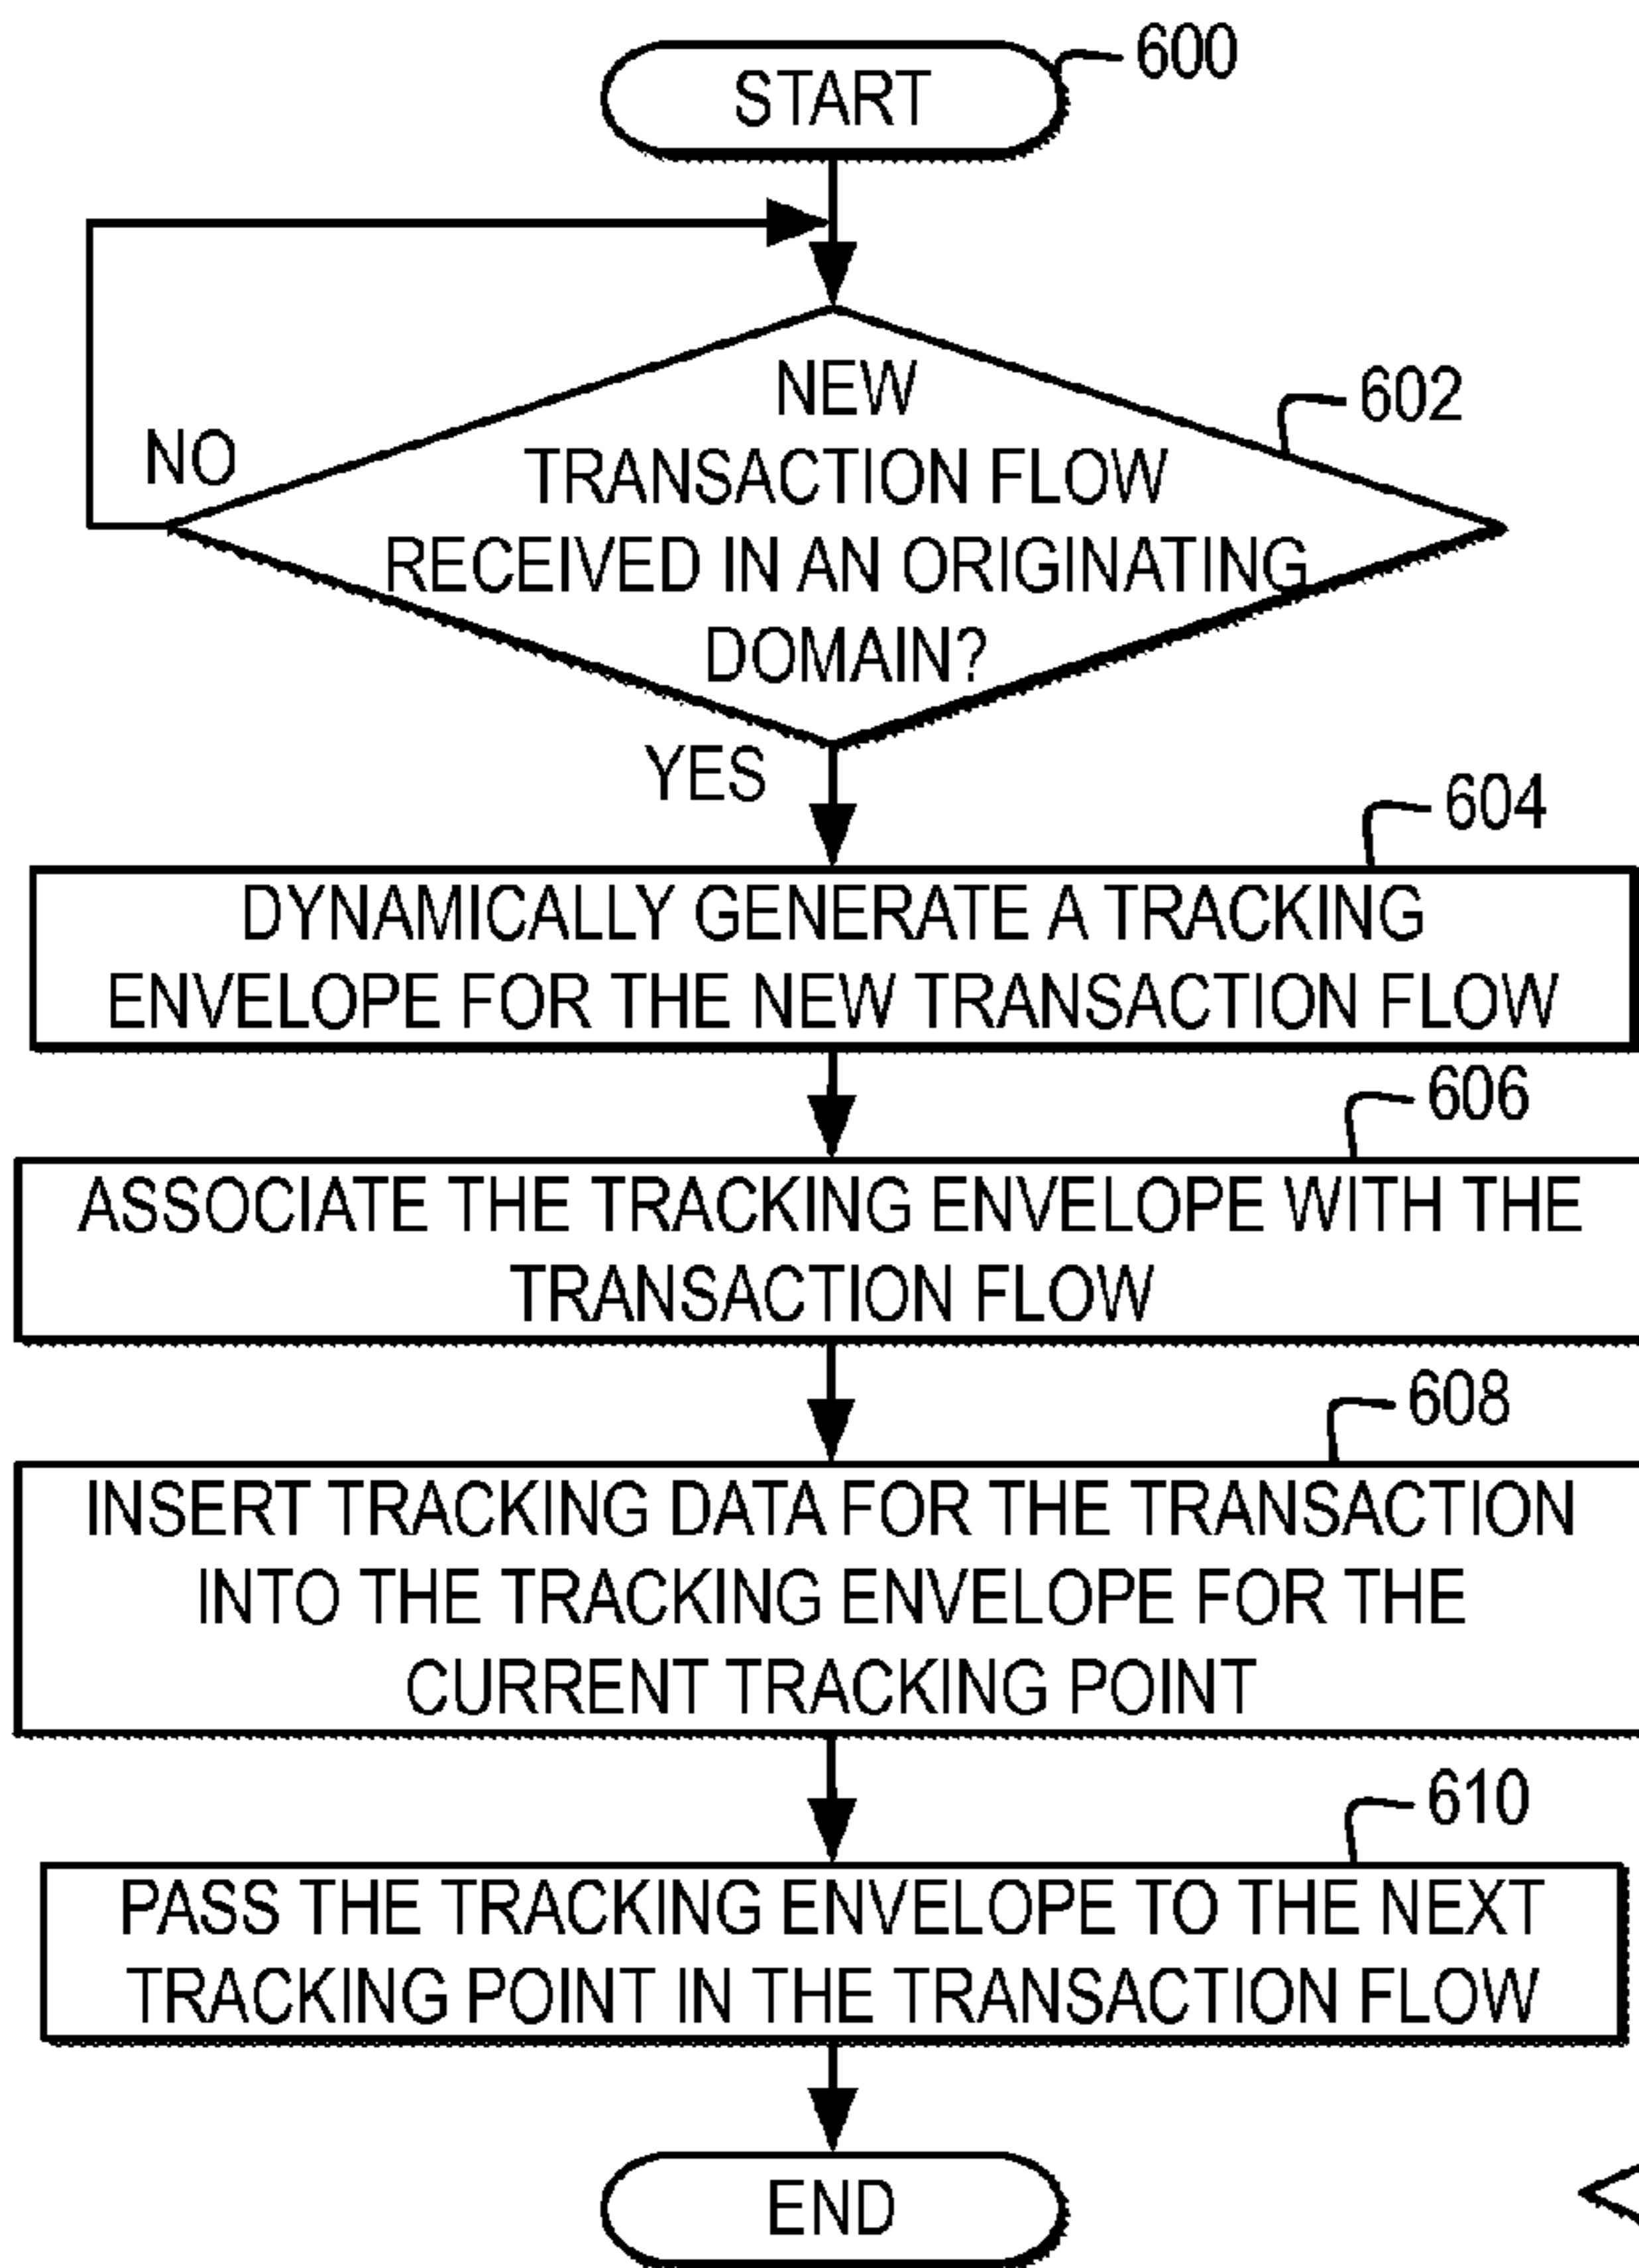 600
START
NEW
602
NO
TRANSACTION FLOW
RECEIVED IN AN ORIGINATING
DOMAIN?
YES
604
DYNAMICALLY GENERATE A TRACKING
ENVELOPE FOR THE NEW TRANSACTION FLOW
606
ASSOCIATE THE TRACKING ENVELOPE WITH THE
TRANSACTION FLOW
608
INSERT TRACKING DATA FOR THE TRANSACTION
INTO THE TRACKING ENVELOPE FOR THE
CURRENT TRACKING POINT
610
PASS THE TRACKING ENVELOPE TO THE NEXT
TRACKING POINT IN THE TRANSACTION FLOW
END